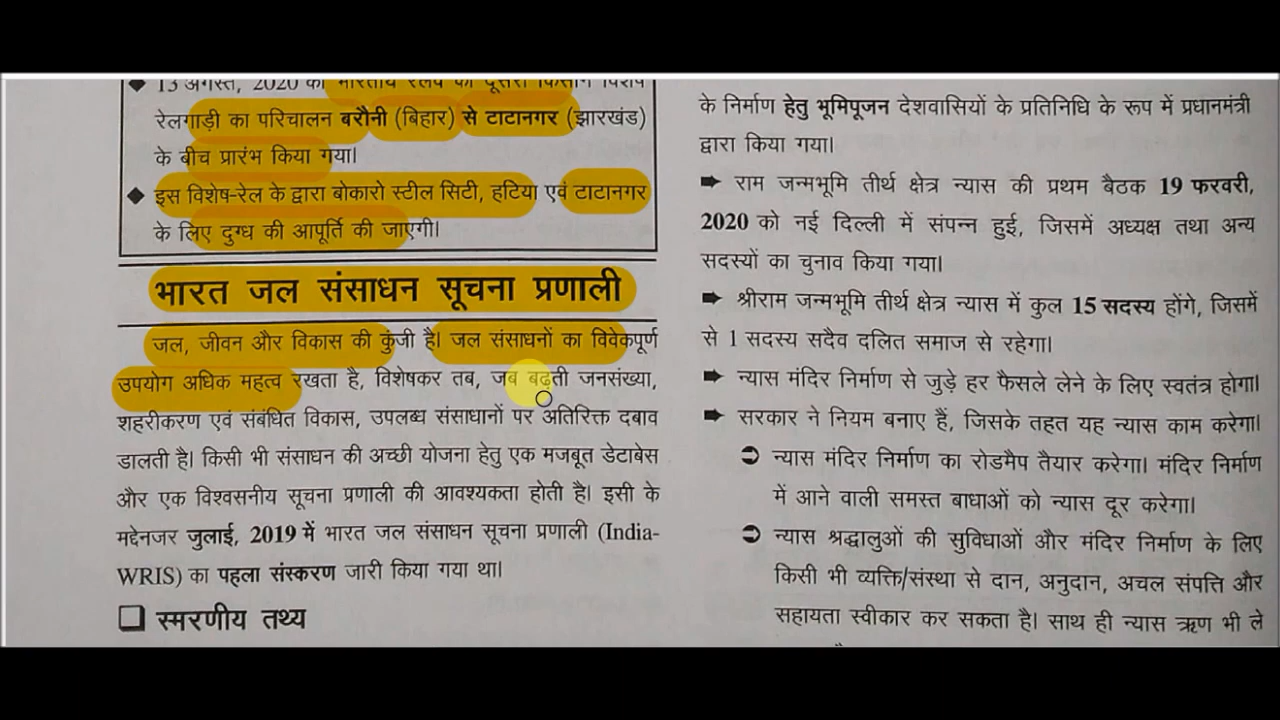 ◆ 13 अगस्त, 2020 को भारतीय रेलवे की दूसरी किसान विशेष
रेलगाड़ी का परिचालन बरौनी (बिहार) से टाटानगर (झारखंड)
के बीच प्रारंभ किया गया।
◆ इस विशेष-रेल के द्वारा बोकारो स्टील सिटी, हटिया एवं टाटानगर
के लिए दुग्ध की आपूर्ति की जाएगी।
भारत जल संसाधन सूचना प्रणाली
जल, जीवन और विकास की कुंजी है। जल संसाधनों का विवेकपूर्ण
उपयोग अधिक महत्व रखता है, विशेषकर तब, जब बढ़ती जनसंख्या,
शहरीकरण एवं संबंधित विकास, उपलब्ध संसाधानों पर अतिरिक्त दबाव
डालती है। किसी भी संसाधन की अच्छी योजना हेतु एक मजबूत डेटाबेस
और एक विश्वसनीय सूचना प्रणाली की आवश्यकता होती है। इसी के
मद्देनजर जुलाई, 2019 में भारत जल संसाधन सूचना प्रणाली (India-
WRIS) का पहला संस्करण जारी किया गया था।
❑ स्मरणीय तथ्य
के निर्माण हेतु भूमिपूजन देशवासियों के प्रतिनिधि के रूप में प्रधानमंत्री
द्वारा किया गया।
➡ राम जन्मभूमि तीर्थ क्षेत्र न्यास की प्रथम बैठक 19 फरवरी,
2020 को नई दिल्ली में संपन्न हुई, जिसमें अध्यक्ष तथा अन्य
सदस्यों का चुनाव किया गया।
➡ श्रीराम जन्मभूमि तीर्थ क्षेत्र न्यास में कुल 15 सदस्य होंगे, जिसमें
से 1 सदस्य सदैव दलित समाज से रहेगा।
➡ न्यास मंदिर निर्माण से जुड़े हर फैसले लेने के लिए स्वतंत्र होगा।
➡ सरकार ने नियम बनाए हैं, जिसके तहत यह न्यास काम करेगा।
➲ न्यास मंदिर निर्माण का रोडमैप तैयार करेगा। मंदिर निर्माण
में आने वाली समस्त बाधाओं को न्यास दूर करेगा।
➲ न्यास श्रद्धालुओं की सुविधाओं और मंदिर निर्माण के लिए
किसी भी व्यक्ति/संस्था से दान, अनुदान, अचल संपत्ति और
सहायता स्वीकार कर सकता है। साथ ही न्यास ऋण भी ले